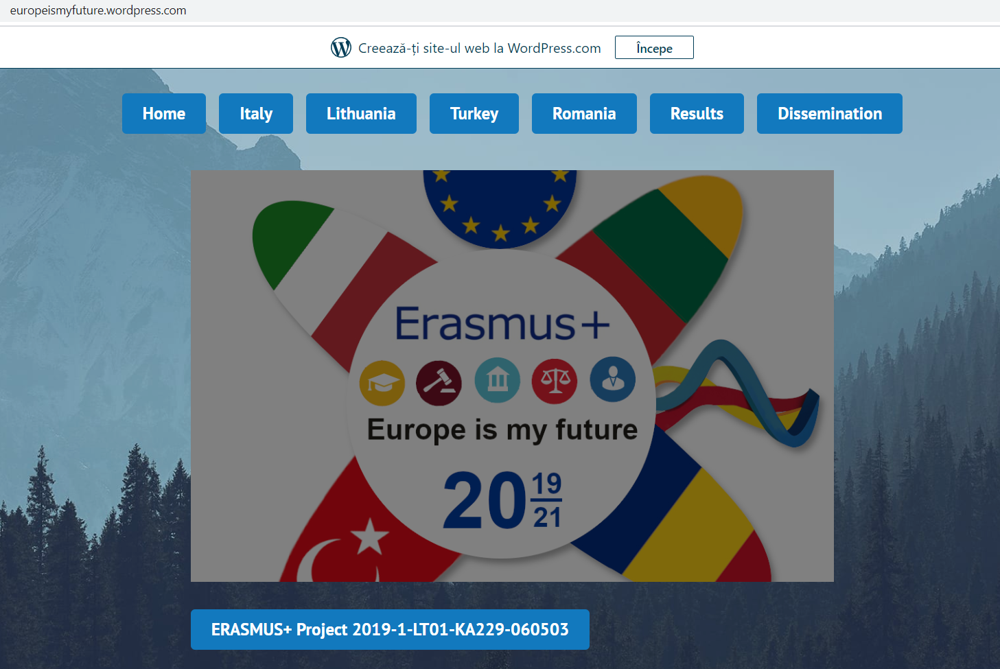 europeismyfuture.wordpress.com
Creează-ți site-ul web la WordPress.com Începe
Home Italy Lithuania Turkey Romania Results Dissemination
Erasmus+
Europe is my future
20 19
21
ERASMUS+ Project 2019-1-LT01-KA229-060503